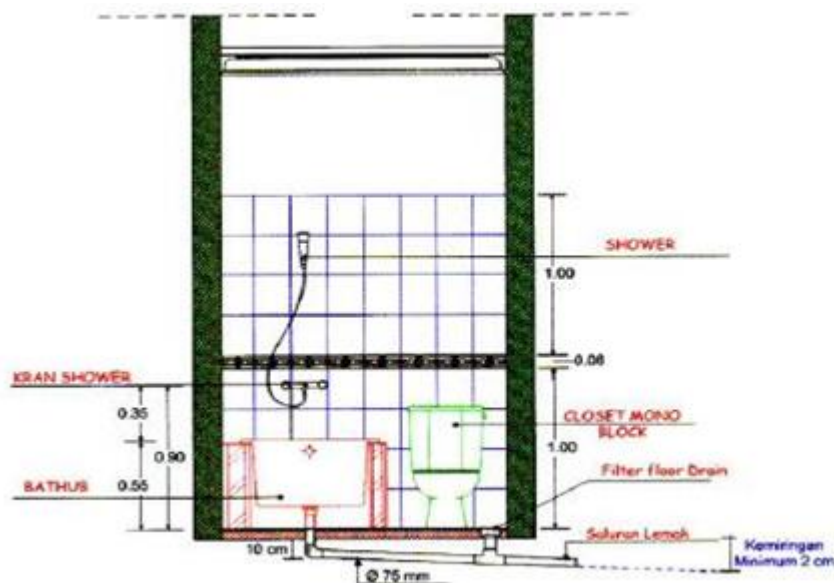 SHOWER
1.00
0.08
KRAN SHOWER
0.35
0.90
CLOSET MONO
BLOCK
1.00
0.55
BATHUB
Filter floor Drain
Saluran Lemah
10 cm
Kemiringan
Minimum 2 cm
Ø 75 mm